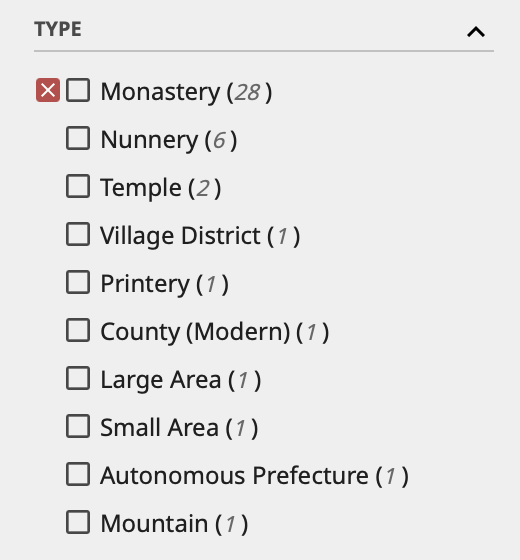 TYPE
Monastery (28 )
Nunnery (6 )
Temple (2 )
Village District (1 )
Printery (1 )
County (Modern) (1 )
Large Area (1 )
Small Area (1 )
Autonomous Prefecture (1 )
Mountain (1 )